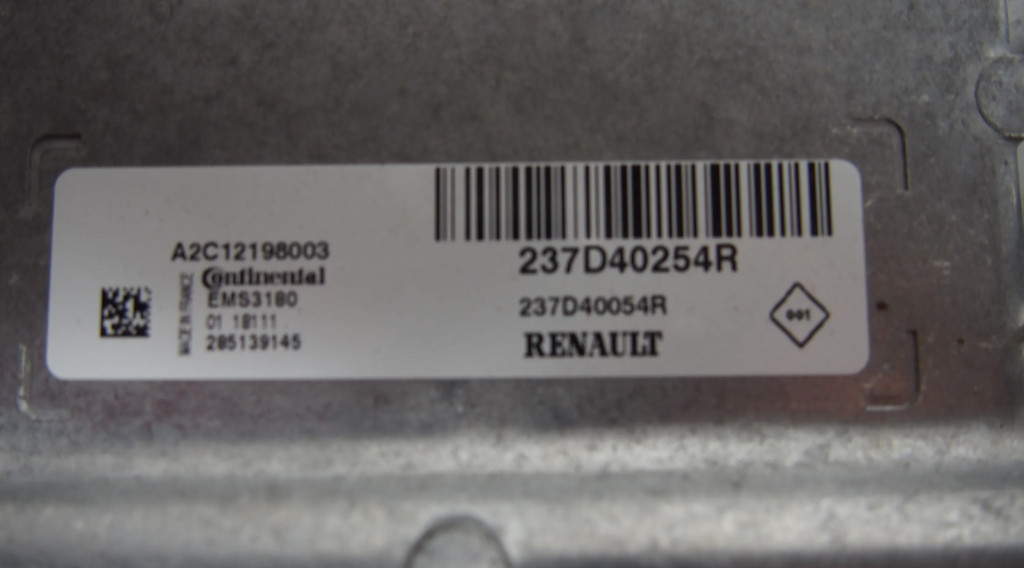 A2C12198003
Continental
MADE IN FRANCE
EMS3180
01 18111
285139145
237D40254R
237D40054R
RENAULT
001